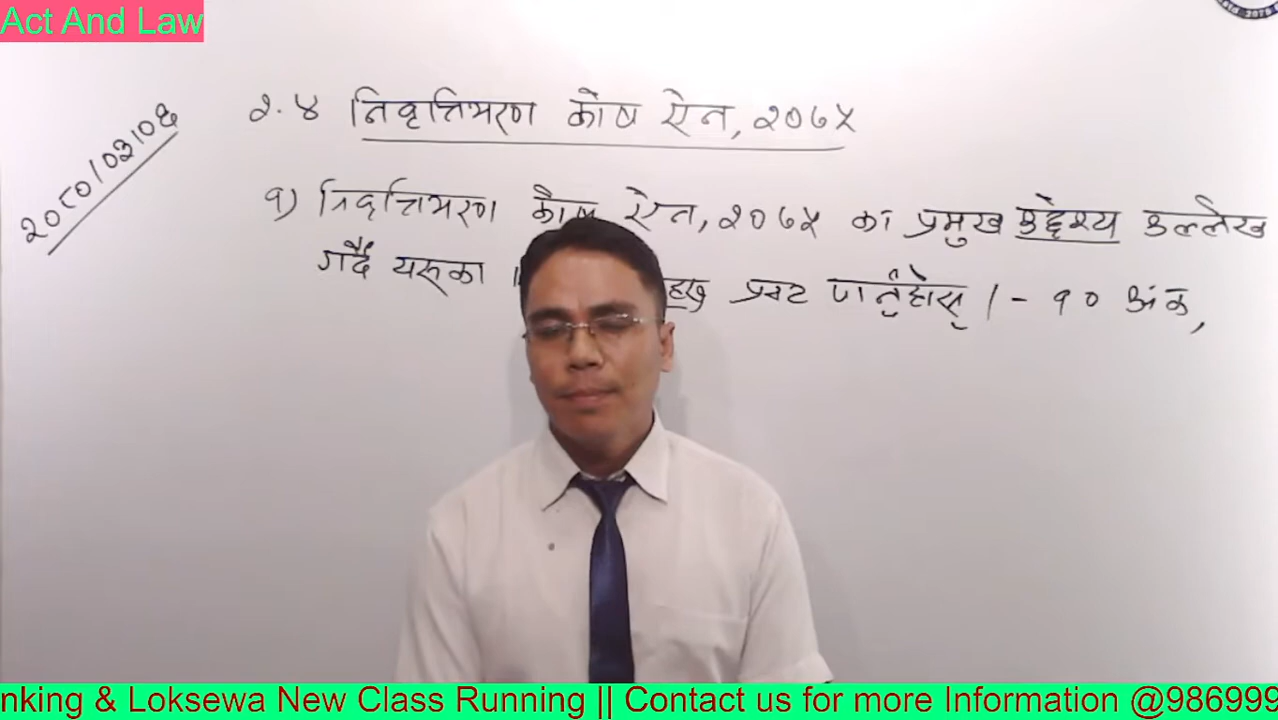 Act And Law
२०८०/०३/०६
२.४ निवृत्तिभरण कोष ऐन, २०७५
१) निवृत्तिभरण कोष ऐन, २०७५ का प्रमुख उद्देश्य उल्लेख
गर्दै यसका प्रस्ट पार्नुहोस् । - १० अंक,
nking & Loksewa New Class Running || Contact us for more Information @986999